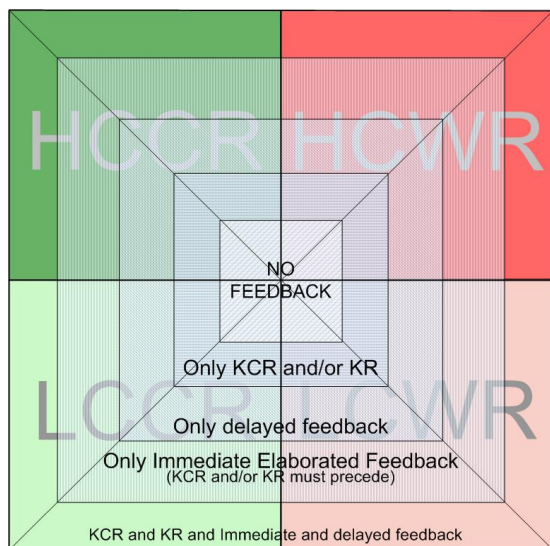 HCCR HCWR
NO
FEEDBACK
Only KCR and/or KR
LCCR LCWR
Only delayed feedback
Only Immediate Elaborated Feedback
(KCR and/or KR must precede)
KCR and KR and Immediate and delayed feedback